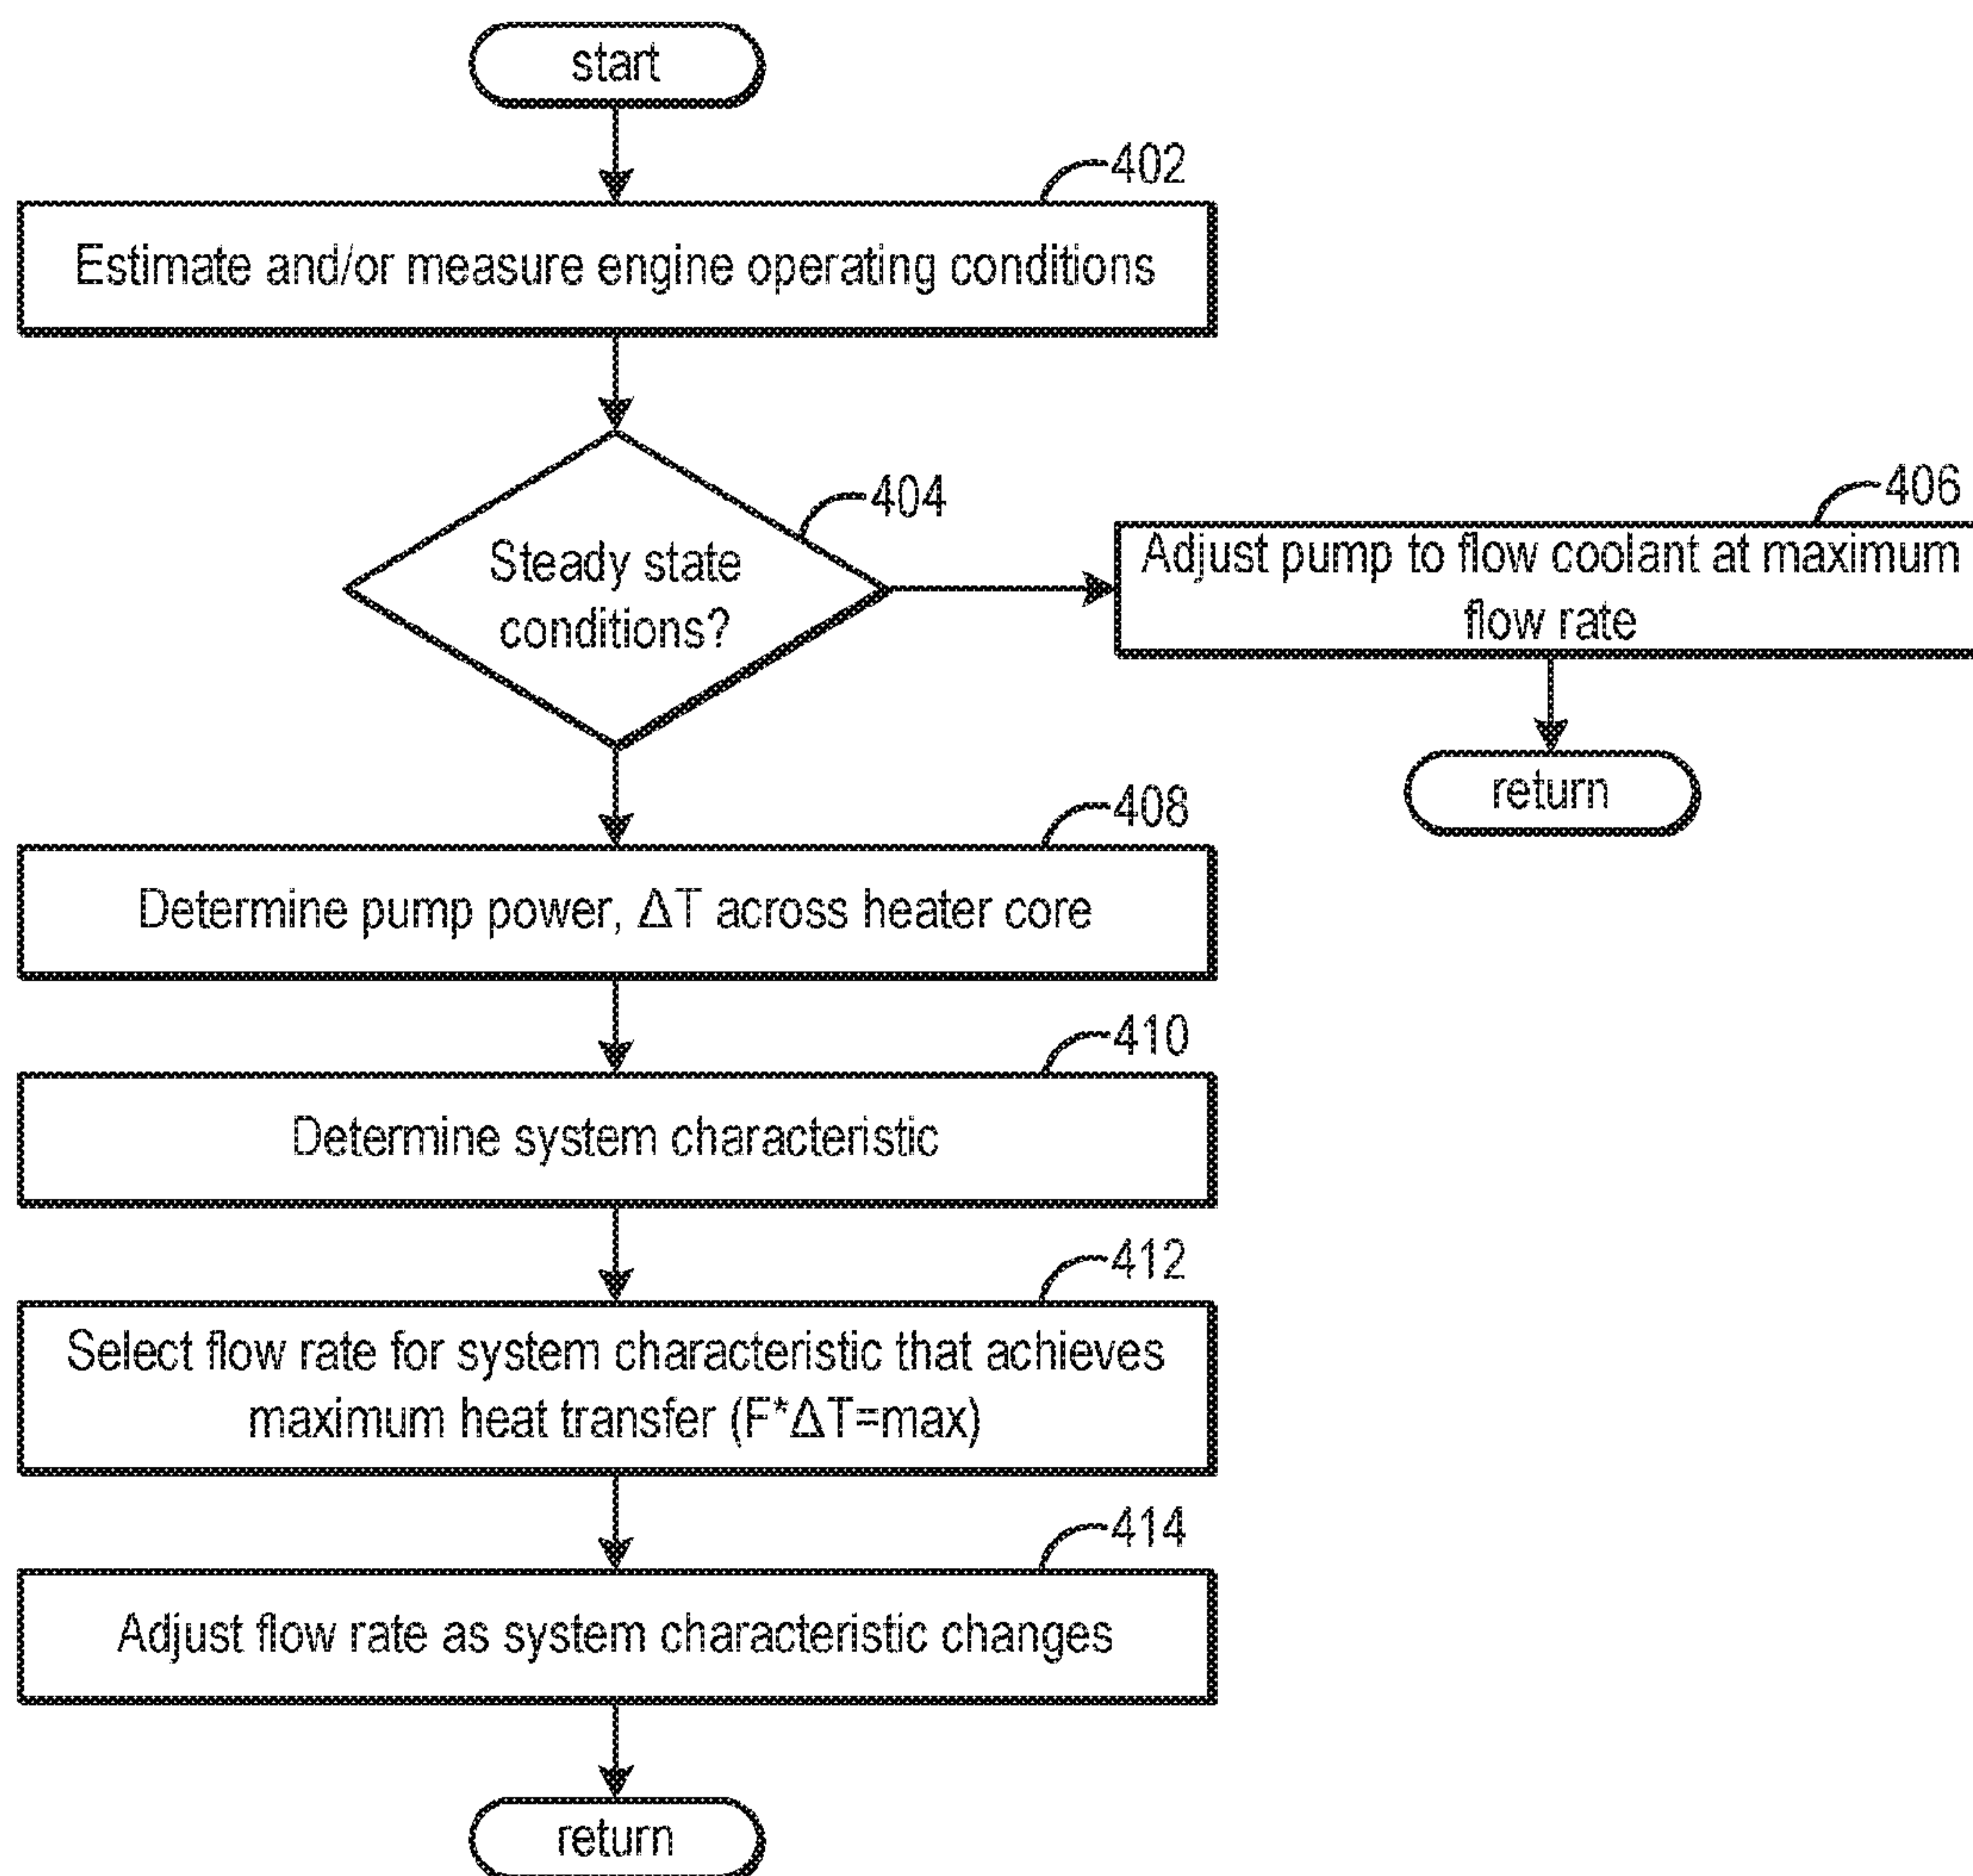 start
402
Estimate and/or measure engine operating conditions
404
Steady state
conditions?
406
Adjust pump to flow coolant at maximum
flow rate
return
408
Determine pump power, ΔT across heater core
410
Determine system characteristic
412
Select flow rate for system characteristic that achieves
maximum heat transfer (F*ΔT=max)
414
Adjust flow rate as system characteristic changes
return